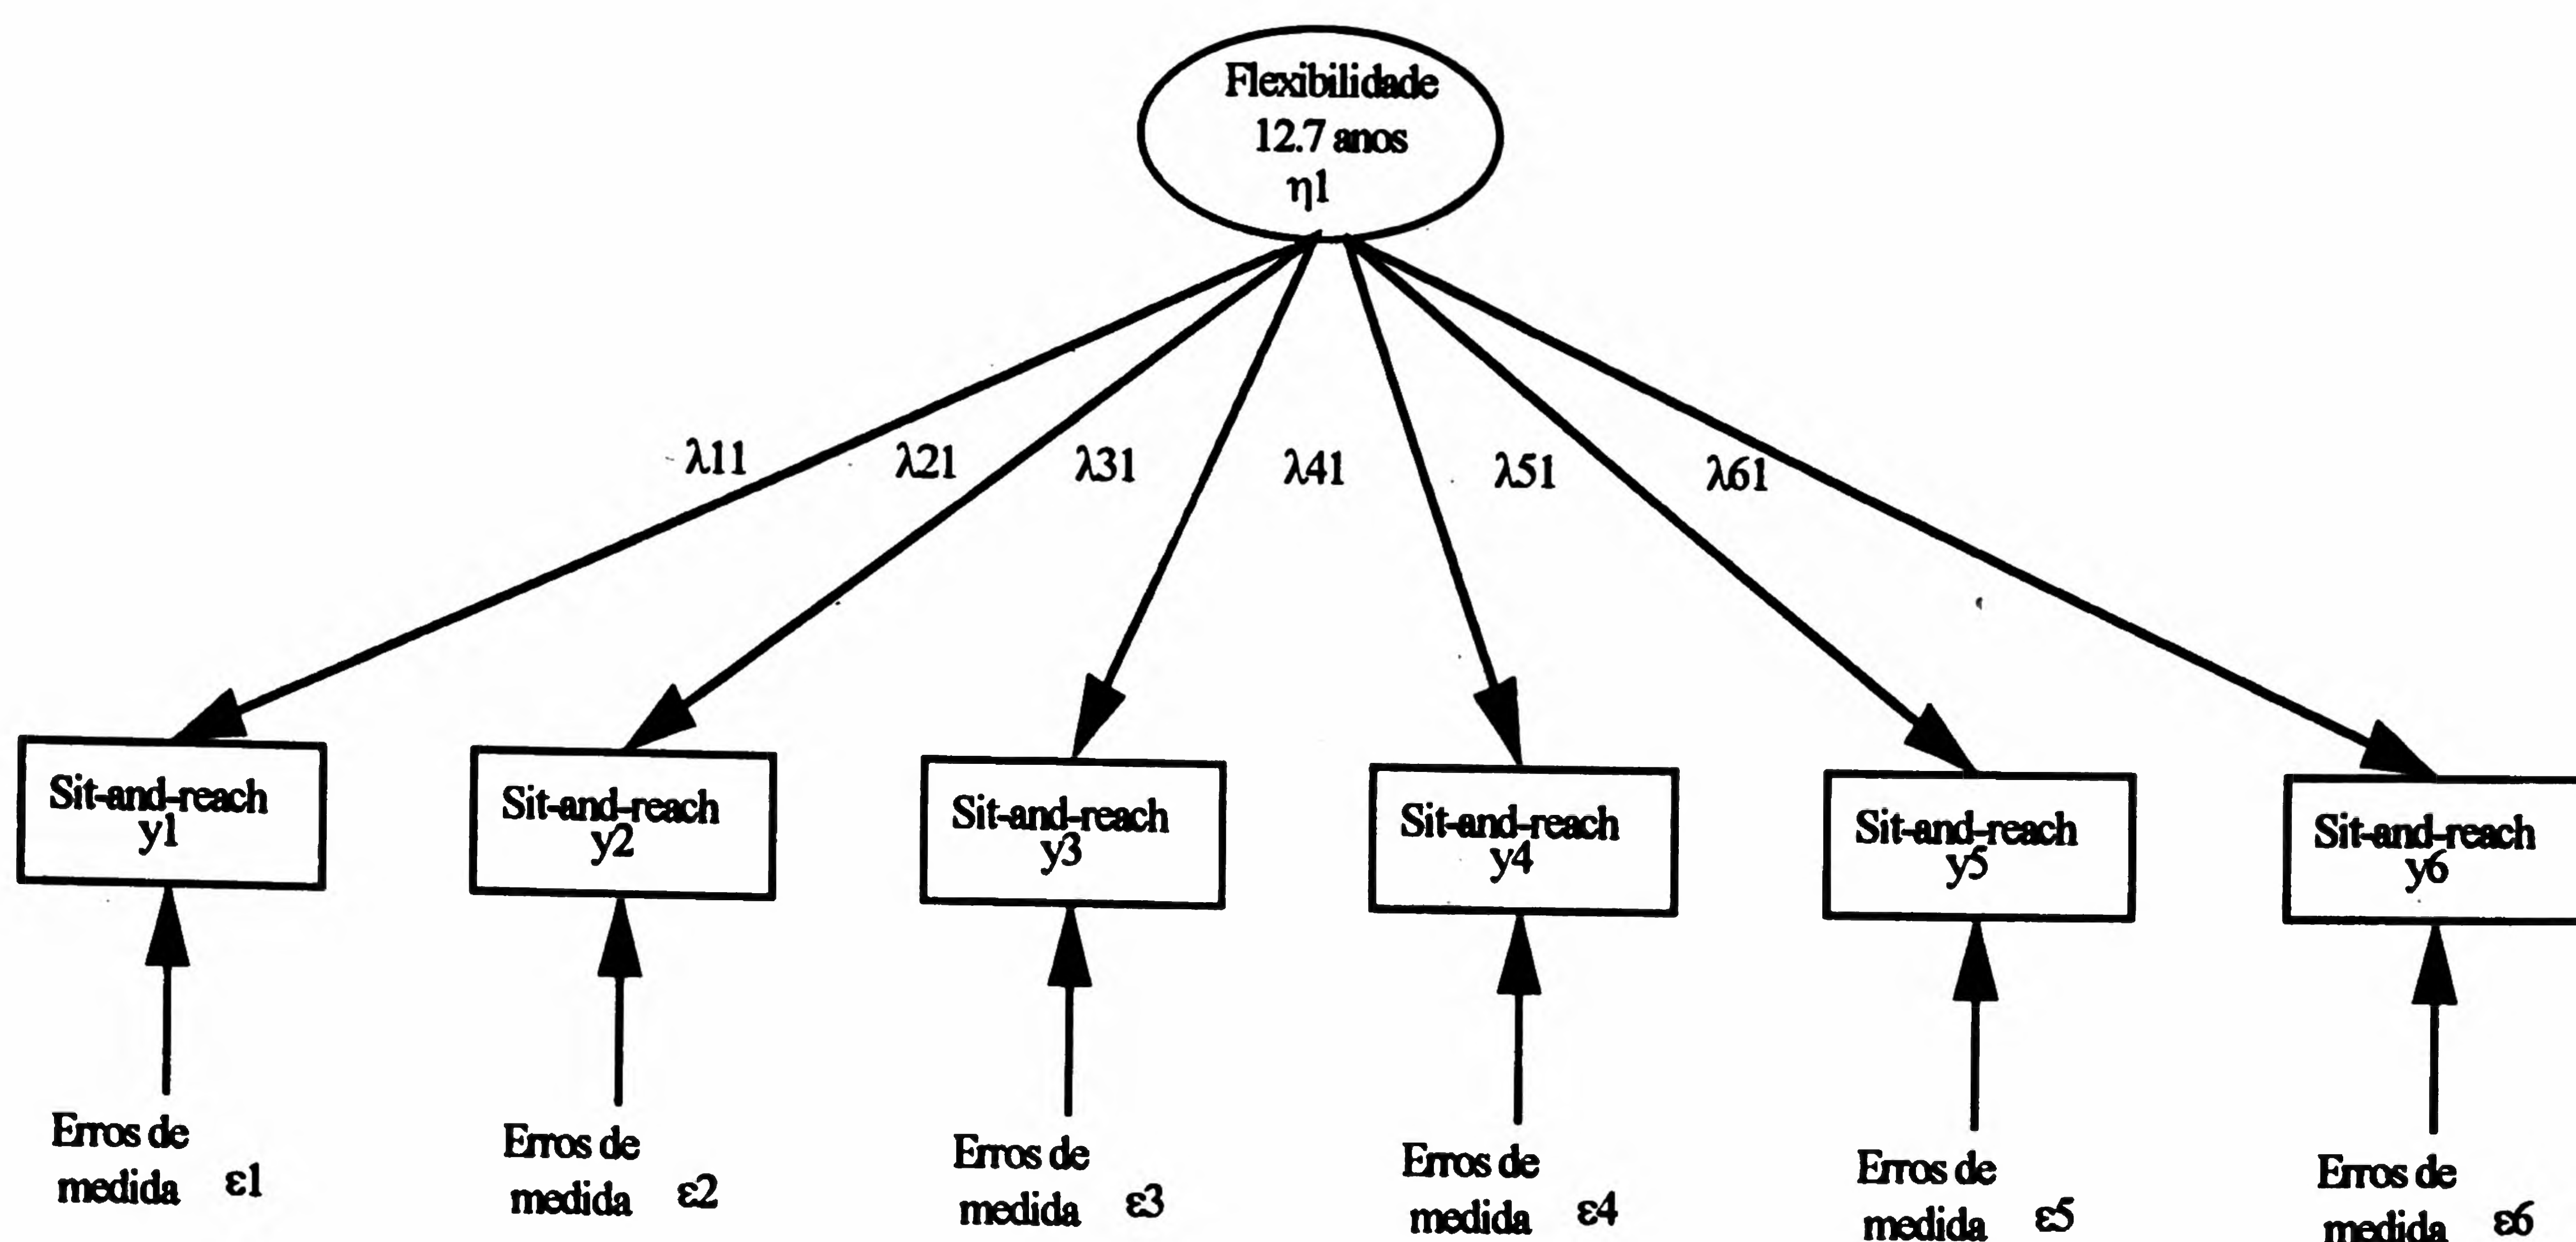 Flexibilidade
12.7 anos
η1
λ11
λ21
λ31
λ41
λ51
λ61
Sit-and-reach
y1
Sit-and-reach
y2
Sit-and-reach
y3
Sit-and-reach
y4
Sit-and-reach
y5
Sit-and-reach
y6
Erros de
medida ε1
Erros de
medida ε2
Erros de
medida ε3
Erros de
medida ε4
Erros de
medida ε5
Erros de
medida ε6